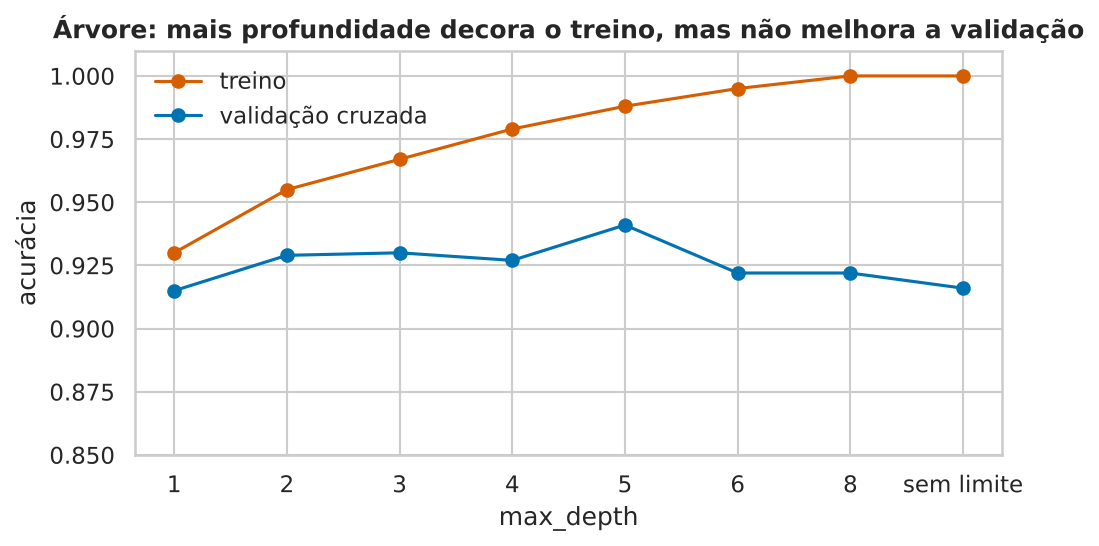 Árvore: mais profundidade decora o treino, mas não melhora a validação
treino
validação cruzada
acurácia
1.000
0.975
0.950
0.925
0.900
0.875
0.850
1 2 3 4 5 6 8 sem limite
max_depth